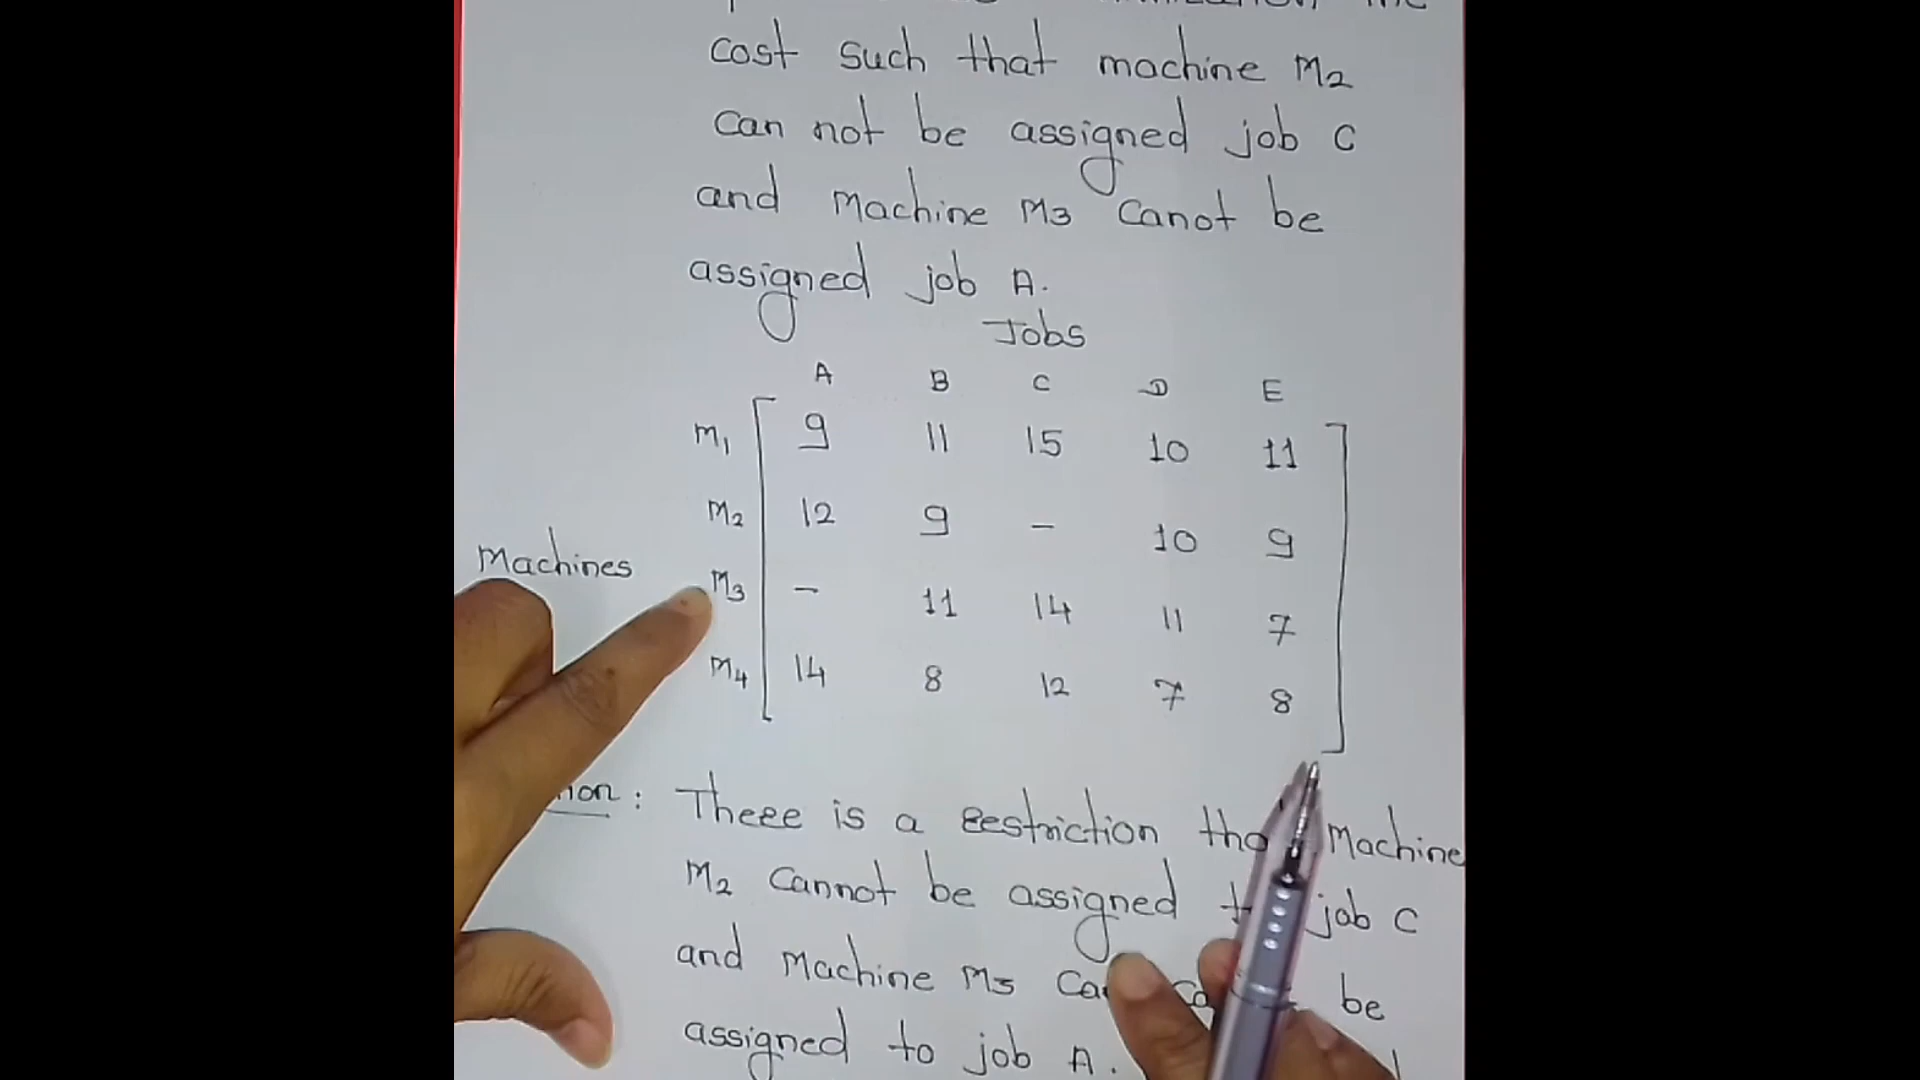 cost such that machine M2
can not be assigned job C
and machine M3 canot be
assigned job A.
Jobs
A B C D E
M1 9 11 15 10 11
M2 12 9 - 10 9
Machines
M3 - 11 14 11 7
M4 14 8 12 7 8
: There is a restriction Machine
M2 cannot be assigned job C
and Machine M3 be
assigned to job A.